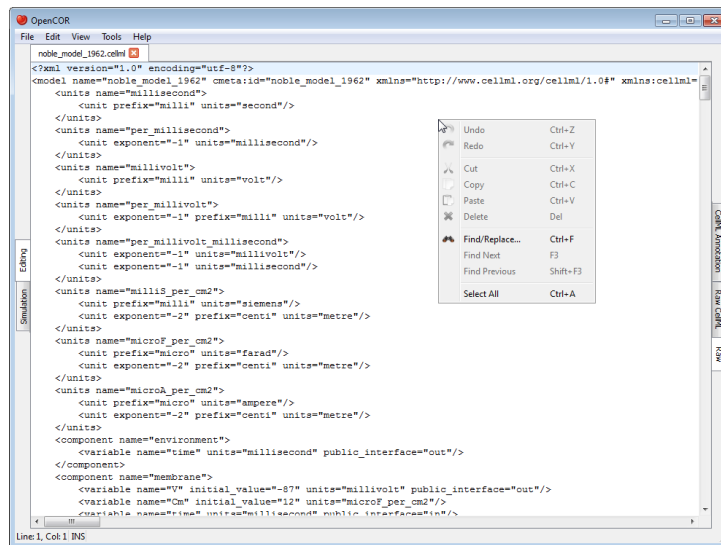 OpenCOR
File Edit View Tools Help
noble_model_1962.cellml
<?xml version="1.0" encoding="utf-8"?>
<model name="noble_model_1962" cmeta:id="noble_model_1962" xmlns="http://www.cellml.org/cellml/1.0#" xmlns:cellml=
<units name="millisecond">
<unit prefix="milli" units="second"/>
</units>
<units name="per_millisecond">
<unit exponent="-1" units="millisecond"/>
</units>
<units name="millivolt">
<unit prefix="milli" units="volt"/>
</units>
<units name="per_millivolt">
<unit exponent="-1" prefix="milli" units="volt"/>
</units>
<units name="per_millivolt_millisecond">
<unit exponent="-1" units="millivolt"/>
<unit exponent="-1" units="millisecond"/>
</units>
<units name="milliS_per_cm2">
<unit prefix="milli" units="siemens"/>
<unit exponent="-2" prefix="centi" units="metre"/>
</units>
<units name="microF_per_cm2">
<unit prefix="micro" units="farad"/>
<unit exponent="-2" prefix="centi" units="metre"/>
</units>
<units name="microA_per_cm2">
<unit prefix="micro" units="ampere"/>
<unit exponent="-2" prefix="centi" units="metre"/>
</units>
<component name="environment">
<variable name="time" units="millisecond" public_interface="out"/>
</component>
<component name="membrane">
<variable name="V" initial_value="-87" units="millivolt" public_interface="out"/>
<variable name="Cm" initial_value="12" units="microF_per_cm2"/>
<variable name="time" units="millisecond" public_interface="in"/>
Undo Ctrl+Z
Redo Ctrl+Y
Cut Ctrl+X
Copy Ctrl+C
Paste Ctrl+V
Delete Del
Find/Replace... Ctrl+F
Find Next F3
Find Previous Shift+F3
Select All Ctrl+A
Editing
Simulation
CellML Annotation
Raw CellML
Raw
Line: 1, Col: 1 INS